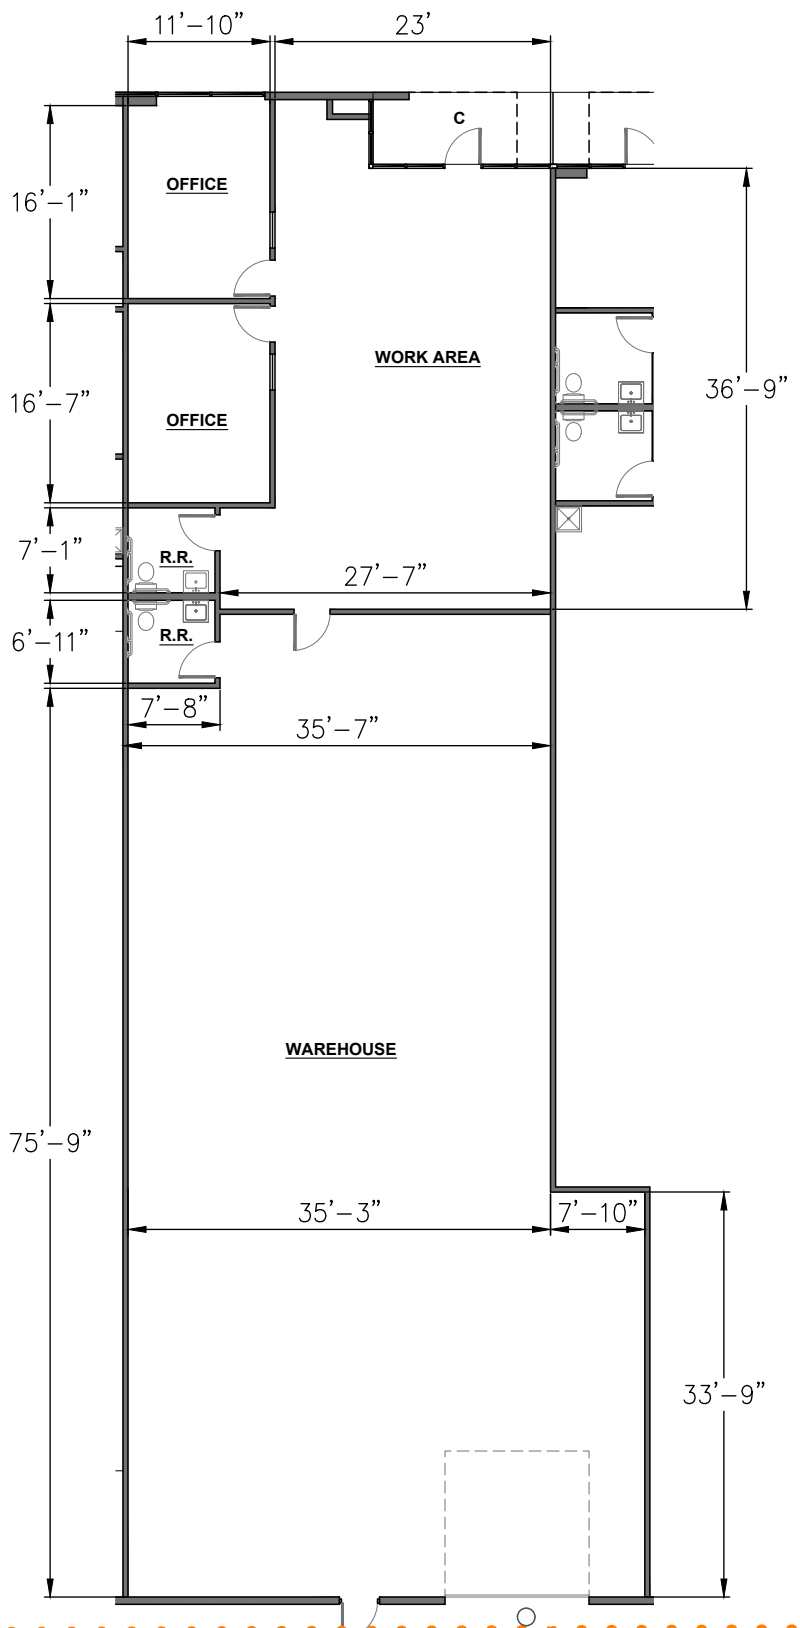 11'-10" 23'
C
OFFICE
16'-1"
WORK AREA
36'-9"
16'-7"
OFFICE
7'-1"
R.R.
27'-7"
6'-11"
R.R.
7'-8"
35'-7"
WAREHOUSE
75'-9"
35'-3" 7'-10"
33'-9"